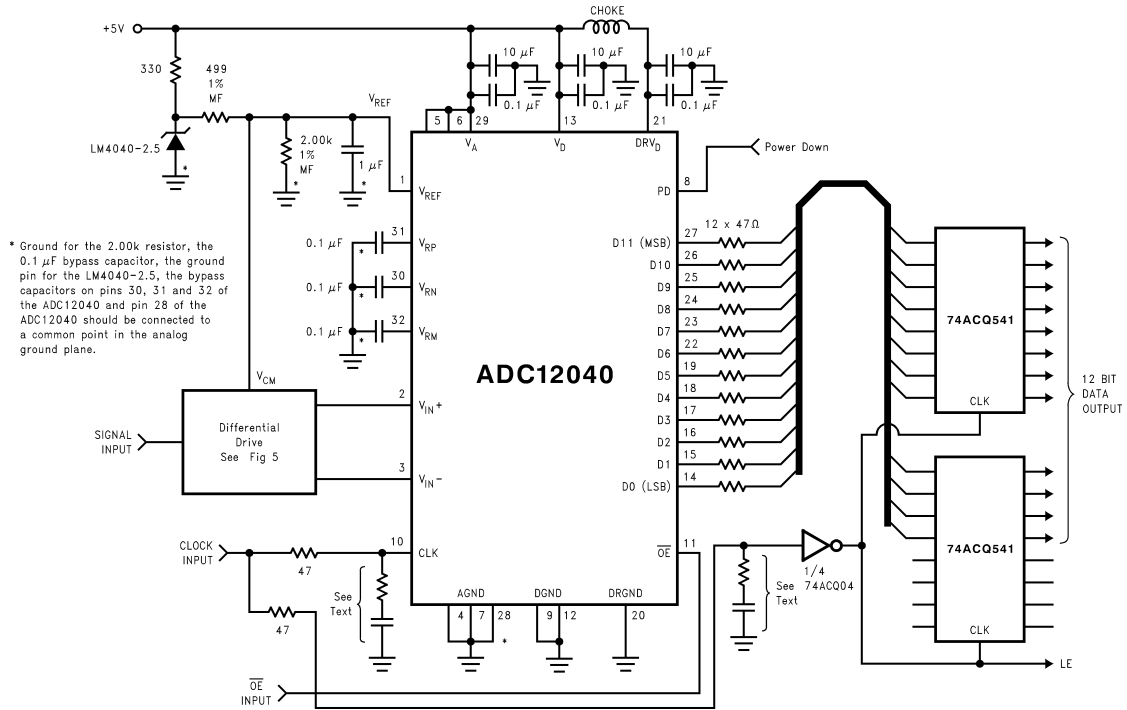 CHOKE
+5V
10 μF
10 μF
10 μF
330
499
1%
MF
0.1 μF
0.1 μF
0.1 μF
VREF
5
6
29
13
21
VA
VD
DRVD
LM4040-2.5
*
2.00k
1%
MF
*
1 μF
*
Power Down
1
VREF
8
PD
* Ground for the 2.00k resistor, the
0.1 μF bypass capacitor, the ground
pin for the LM4040-2.5, the bypass
capacitors on pins 30, 31 and 32 of
the ADC12040 and pin 28 of the
ADC12040 should be connected to
a common point in the analog
ground plane.
0.1 μF
*
31
VRP
0.1 μF
*
30
VRN
0.1 μF
*
32
VRM
12 x 47Ω
D11 (MSB)
27
D10
26
D9
25
D8
24
D7
23
D6
22
D5
19
D4
18
D3
17
D2
16
D1
15
D0 (LSB)
14
ADC12040
74ACQ541
CLK
12 BIT
DATA
OUTPUT
VCM
SIGNAL
INPUT
Differential
Drive
See Fig 5
2
VIN+
3
VIN-
CLOCK
INPUT
47
10
CLK
OE
11
47
See
Text
AGND
4
7
28
*
DGND
9
12
DRGND
20
See
Text
1/4
74ACQ04
74ACQ541
CLK
LE
OE
INPUT